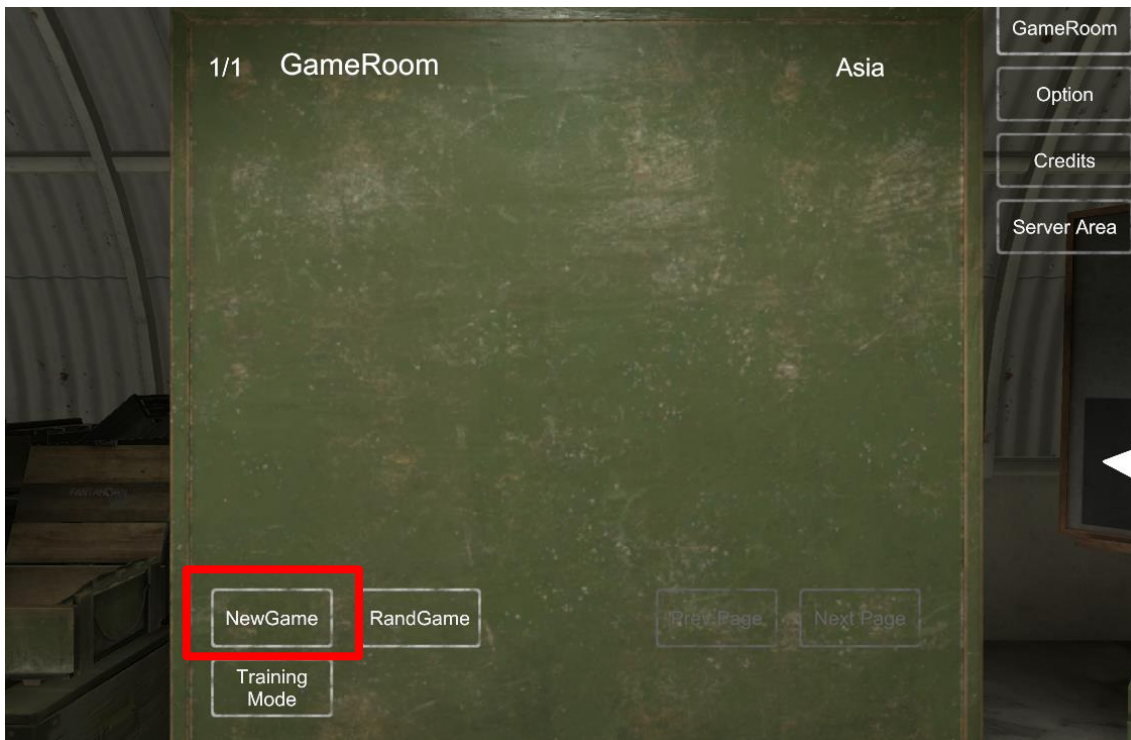 1/1 GameRoom Asia
GameRoom
Option
Credits
Server Area
NewGame RandGame Prev Page Next Page
Training
Mode